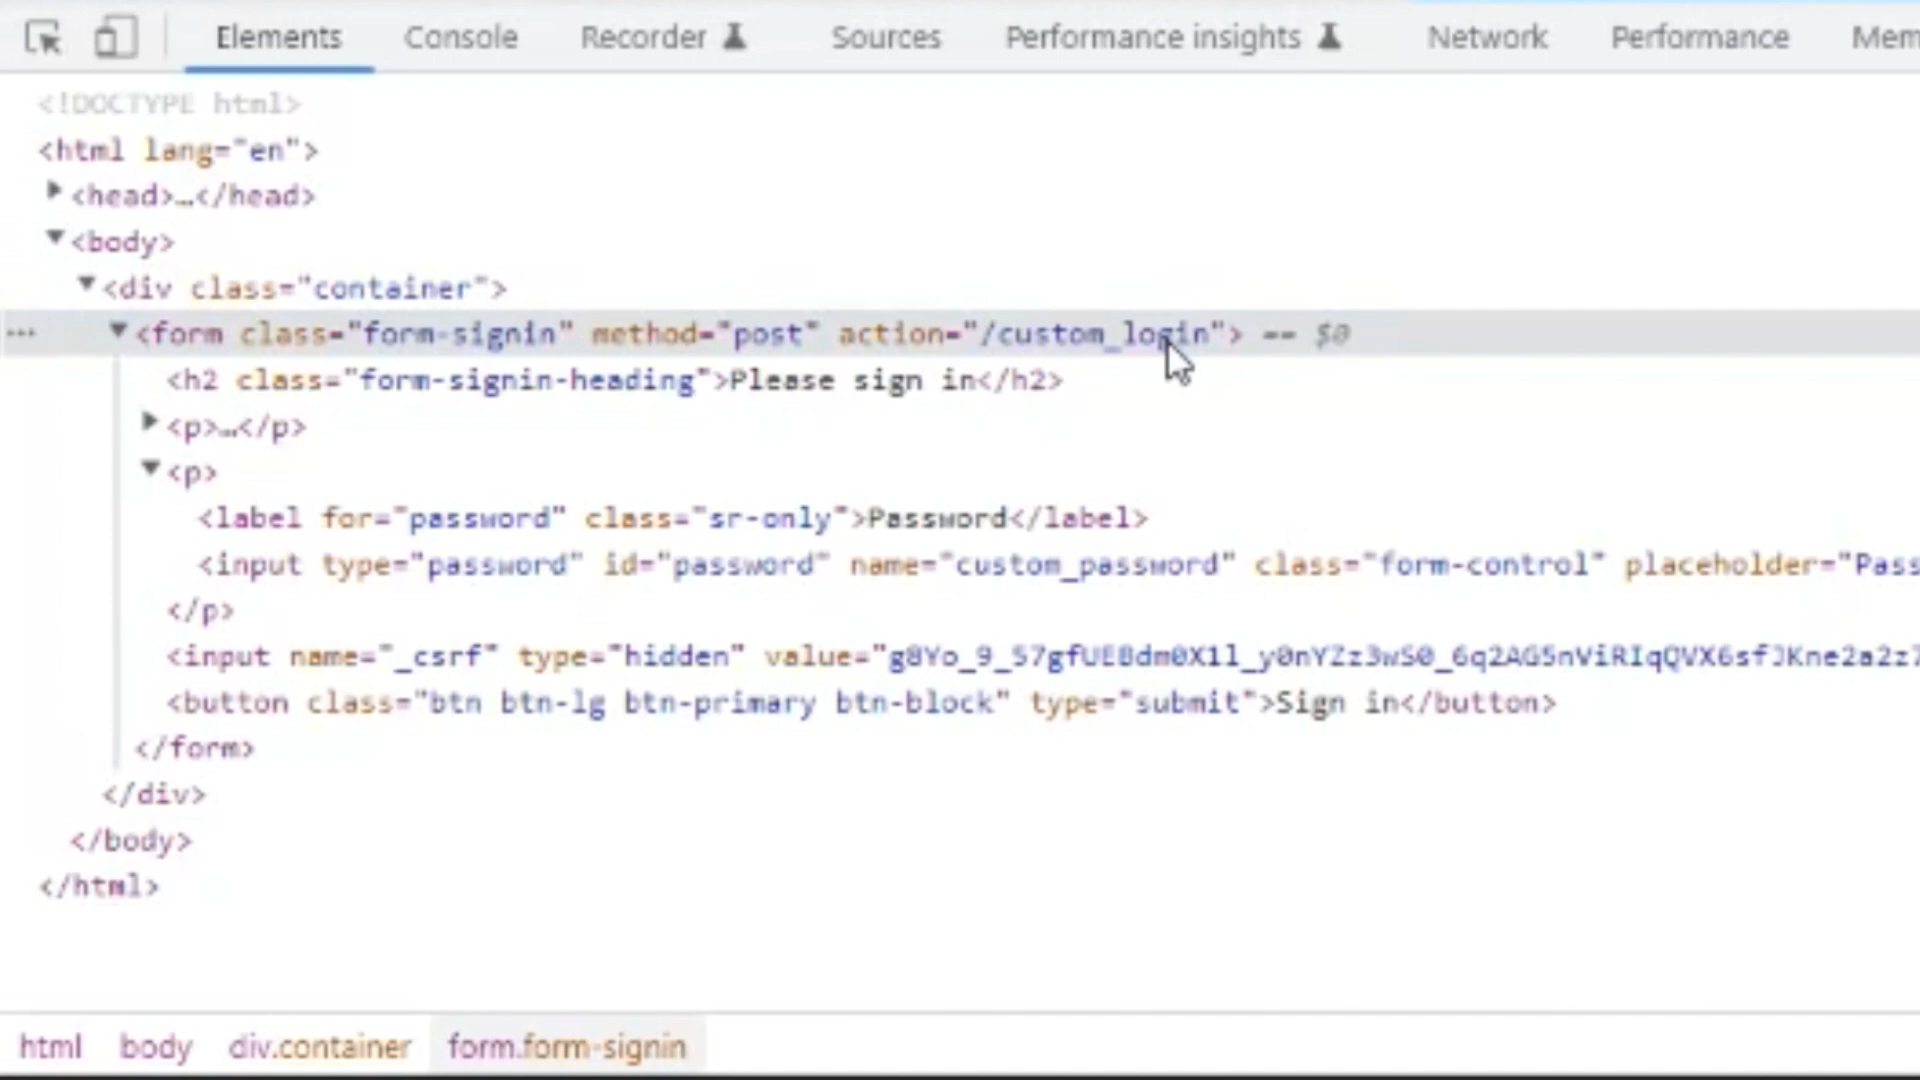 Elements Console Recorder Sources Performance insights Network Performance Mem
<!DOCTYPE html>
<html lang="en">
<head>…</head>
<body>
<div class="container">
<form class="form-signin" method="post" action="/custom_login"> == $0
<h2 class="form-signin-heading">Please sign in</h2>
<p>…</p>
<p>
<label for="password" class="sr-only">Password</label>
<input type="password" id="password" name="custom_password" class="form-control" placeholder="Pass
</p>
<input name="_csrf" type="hidden" value="
<button class="btn btn-lg btn-primary btn-block" type="submit">Sign in</button>
</form>
</div>
</body>
</html>
html body div.container form.form-signin